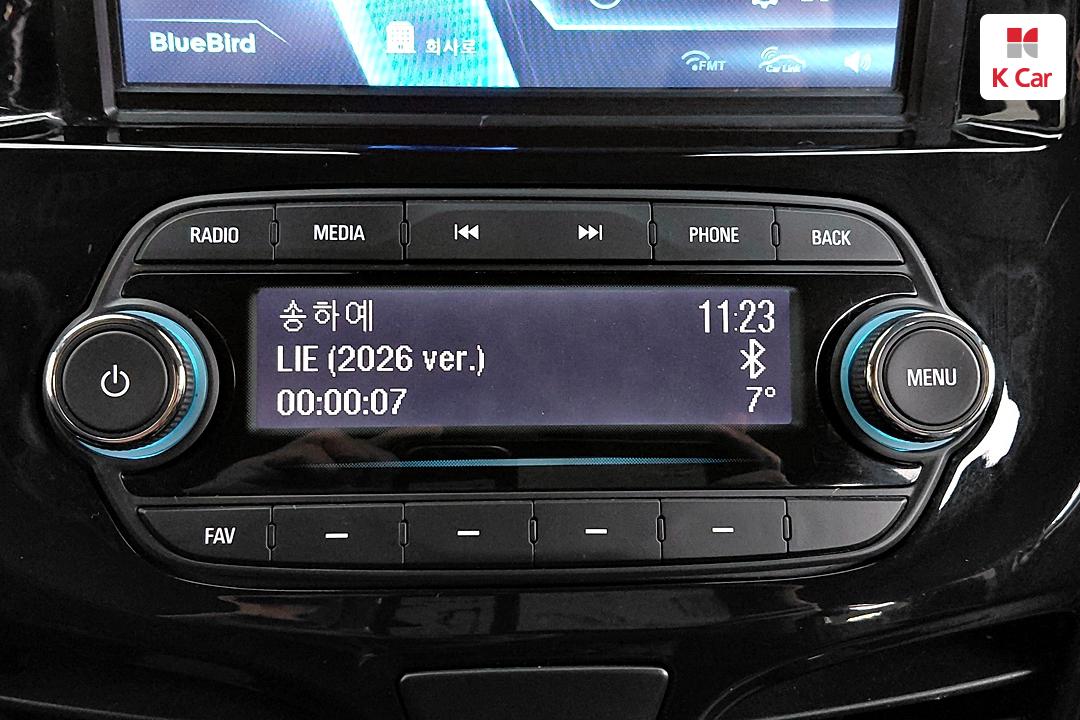 BlueBird
회사로
FMT
Car Link
K Car
RADIO
MEDIA
PHONE
BACK
송하예
11:23
LIE (2026 ver.)
00:00:07
7°
MENU
FAV